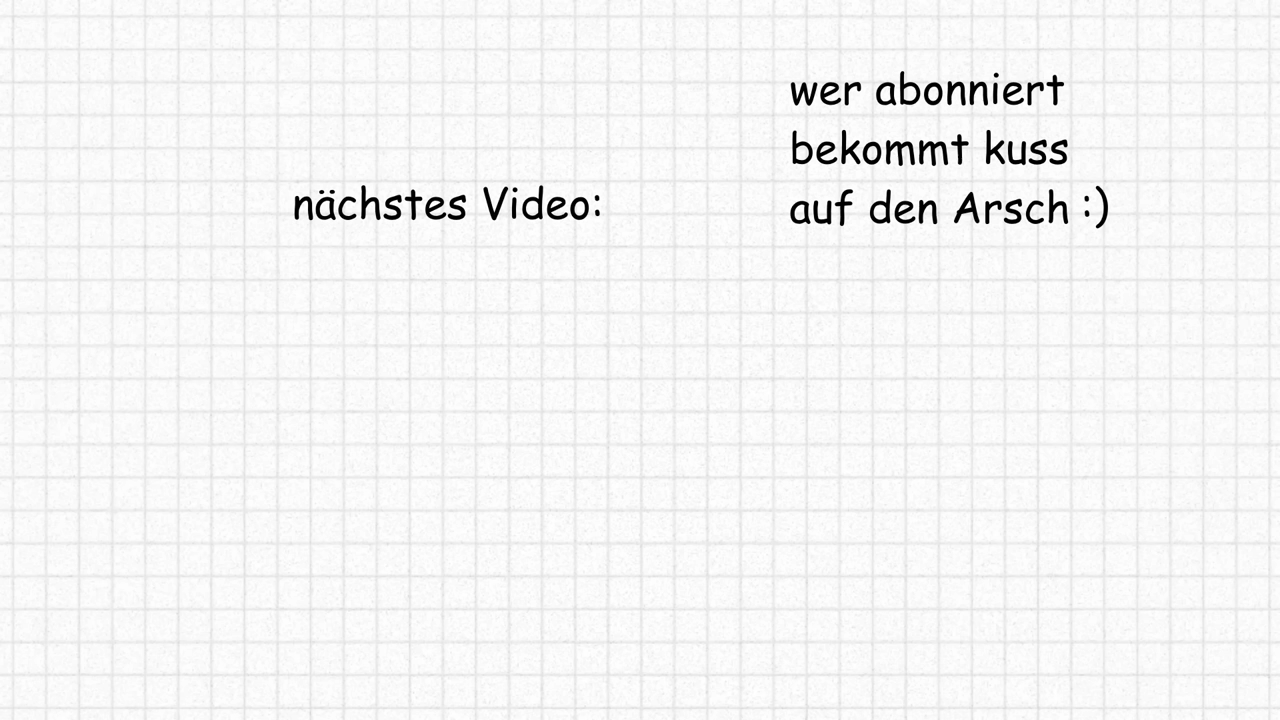 nächstes Video:
wer abonniert
bekommt kuss
auf den Arsch :)